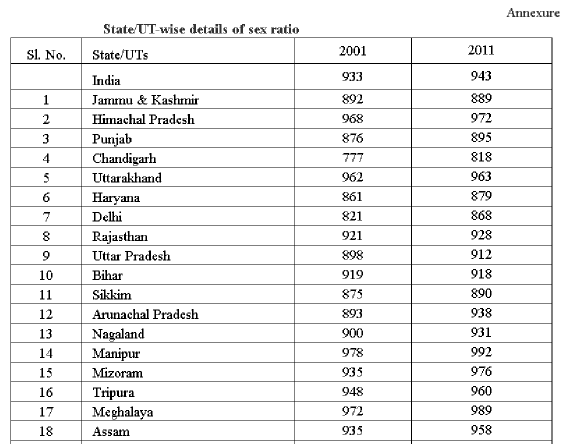 Annexure
State/UT-wise details of sex ratio
Sl. No. State/UTs 2001 2011
India 933 943
1 Jammu & Kashmir 892 889
2 Himachal Pradesh 968 972
3 Punjab 876 895
4 Chandigarh 777 818
5 Uttarakhand 962 963
6 Haryana 861 879
7 Delhi 821 868
8 Rajasthan 921 928
9 Uttar Pradesh 898 912
10 Bihar 919 918
11 Sikkim 875 890
12 Arunachal Pradesh 893 938
13 Nagaland 900 931
14 Manipur 978 992
15 Mizoram 935 976
16 Tripura 948 960
17 Meghalaya 972 989
18 Assam 935 958